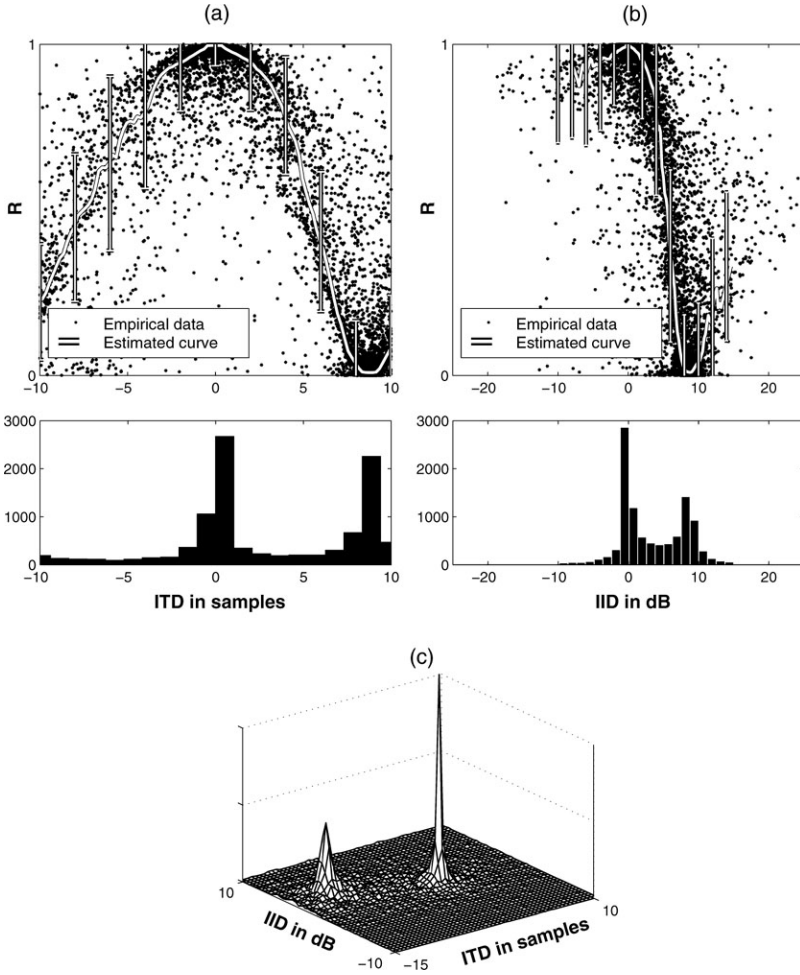 (a)
(b)
1
R
0
Empirical data
Estimated curve
−10
−5
0
5
10
1
R
0
Empirical data
Estimated curve
−20
−10
0
10
20
3000
2000
1000
0
−10
−5
0
5
10
ITD in samples
3000
2000
1000
0
−20
−10
0
10
20
IID in dB
(c)
10
IID in dB
−10
−15
ITD in samples
10